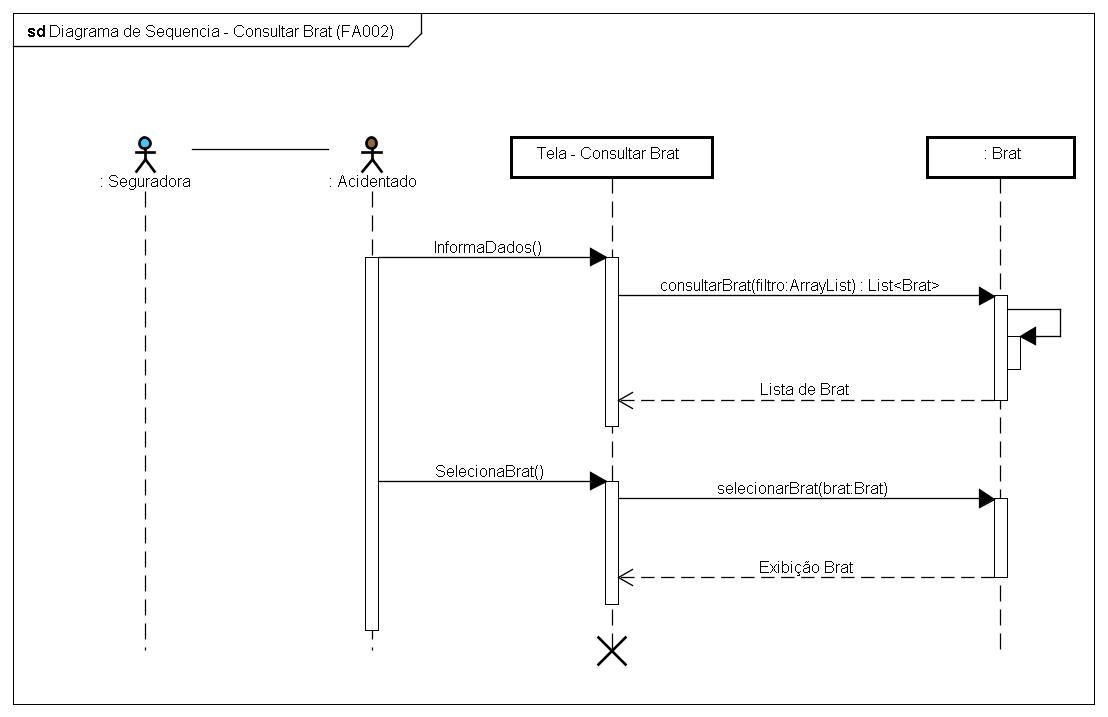 sd Diagrama de Sequencia - Consultar Brat (FA002)
: Seguradora
: Acidentado
Tela - Consultar Brat
: Brat
InformaDados()
consultarBrat(filtro:ArrayList) : List<Brat>
Lista de Brat
SelecionaBrat()
selecionarBrat(brat:Brat)
Exibição Brat